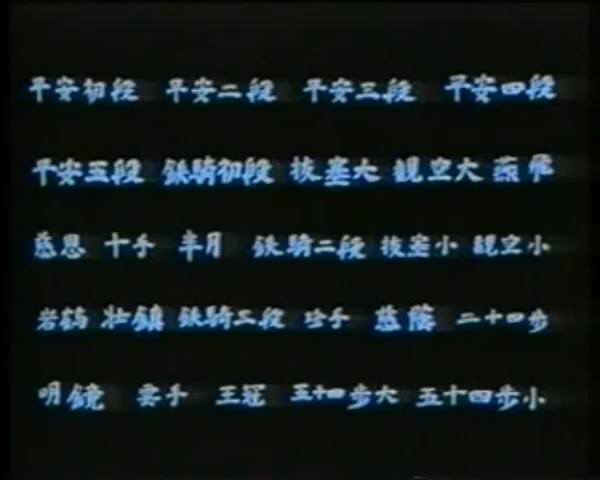 平安初段 平安二段 平安三段 平安四段
平安五段 鉄騎初段 抜塞大 観空大 燕飛
慈恩 十手 半月 鉄騎二段 抜塞小 観空小
岩鶴 壮鎮 鉄騎三段 珍手 慈蔭 二十四歩
明鏡 雲手 王冠 五十四歩大 五十四歩小